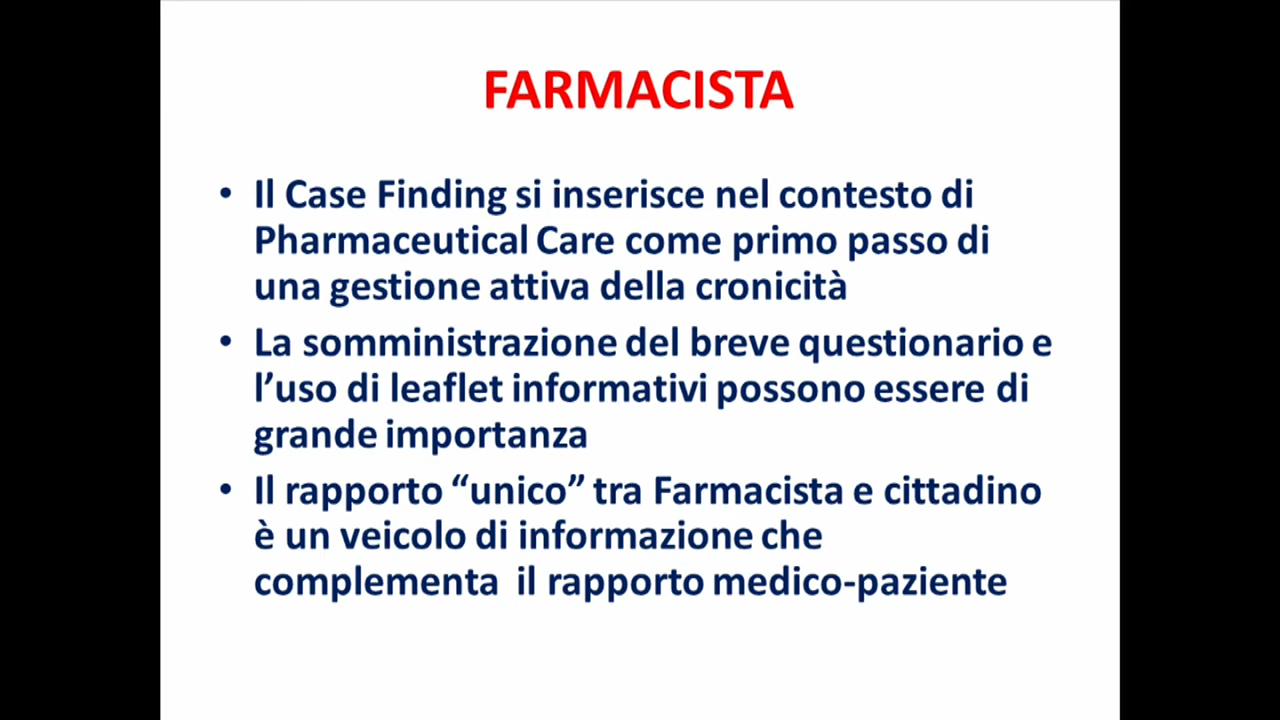 FARMACISTA
• Il Case Finding si inserisce nel contesto di
Pharmaceutical Care come primo passo di
una gestione attiva della cronicità
• La somministrazione del breve questionario e
l’uso di leaflet informativi possono essere di
grande importanza
• Il rapporto “unico” tra Farmacista e cittadino
è un veicolo di informazione che
complementa il rapporto medico-paziente